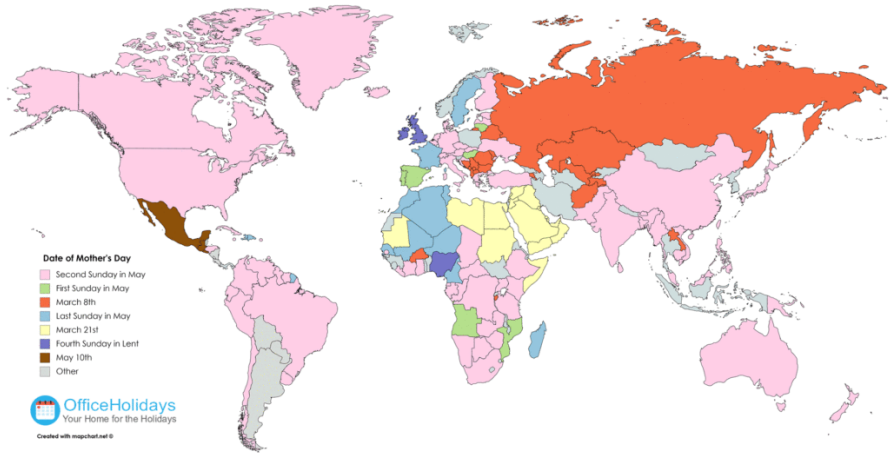 Date of Mother's Day
Second Sunday in May
First Sunday in May
March 8th
Last Sunday in May
March 21st
Fourth Sunday in Lent
May 10th
Other
OfficeHolidays
Your Home for the Holidays
Created with mapchart.net ©